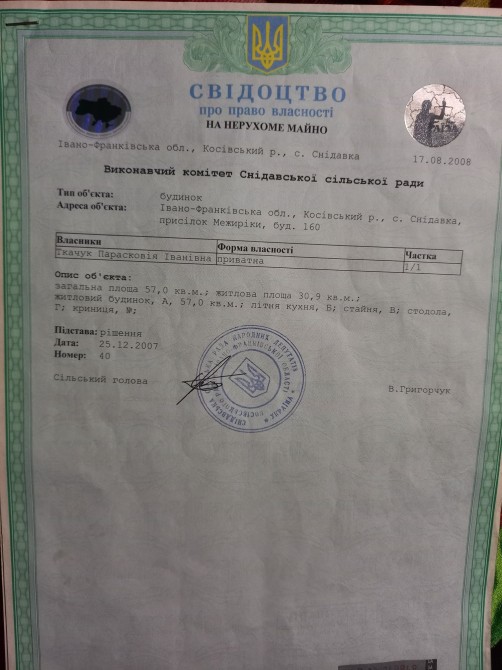 СВІДОЦТВО
про право власності
НА НЕРУХОМЕ МАЙНО
Івано-Франківська обл., Косівський р., с. Снідавка
17.08.2008
Виконавчий комітет Снідавської сільської ради
Тип об'єкта: будинок
Адреса об'єкта: Івано-Франківська обл., Косівський р., с. Снідавка,
присілок Межиріки, буд. 160
Власники Форма власності Частка
Ткачук Парасковія Іванівна приватна 1/1
Опис об'єкта:
загальна площа 57,0 кв.м.; житлова площа 30,9 кв.м.;
житловий будинок, А, 57,0 кв.м.; літня кухня, Б; стайня, В; стодола,
Г; криниця, №;
Підстава: рішення
Дата: 25.12.2007
Номер: 40
Сільський голова В.Григорчук